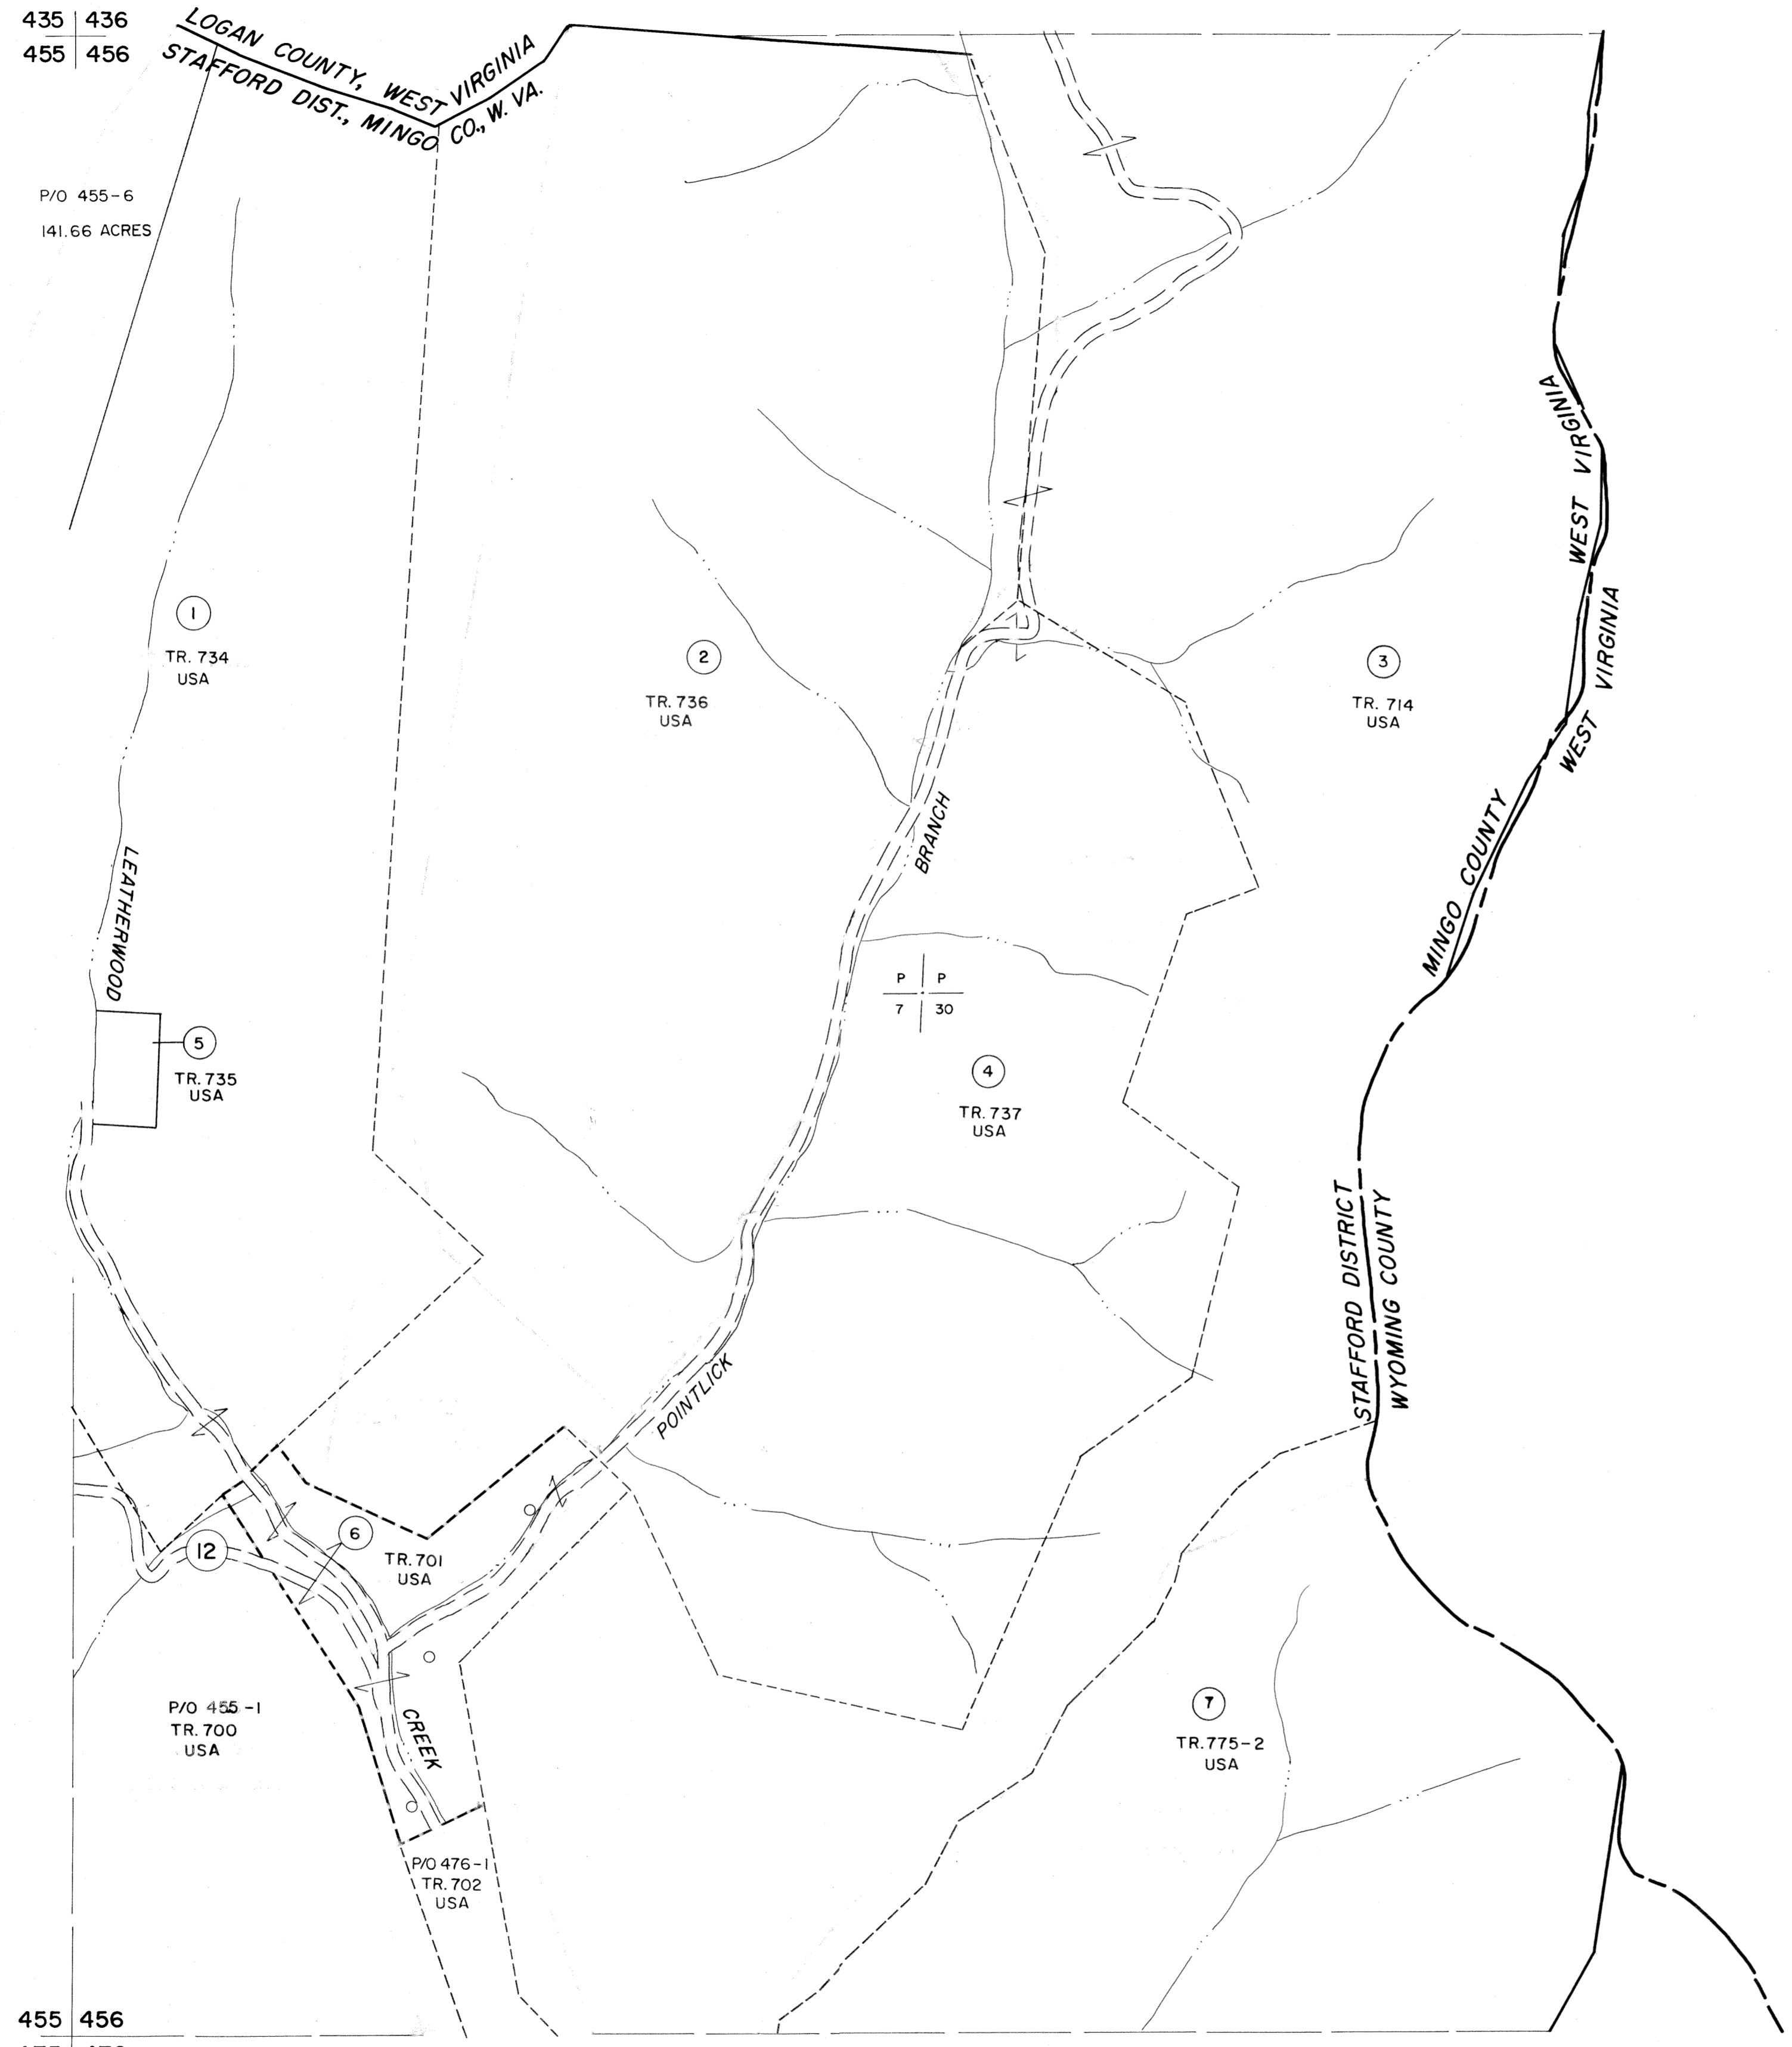 435 436
455 456
LOGAN COUNTY, WEST VIRGINIA
STAFFORD DIST., MINGO CO., W. VA.
P/O 455-6
141.66 ACRES
WEST VIRGINIA
1
TR. 734
USA
2
TR. 736
USA
3
TR. 714
USA
WEST VIRGINIA
MINGO COUNTY
BRANCH
LEATHERWOOD
P P
7 30
5
TR. 735
USA
4
TR. 737
USA
STAFFORD DISTRICT
WYOMING COUNTY
POINTLICK
6
12
TR. 701
USA
P/O 455-1
TR. 700
USA
CREEK
7
TR. 775-2
USA
P/O 476-1
TR. 702
USA
455 456